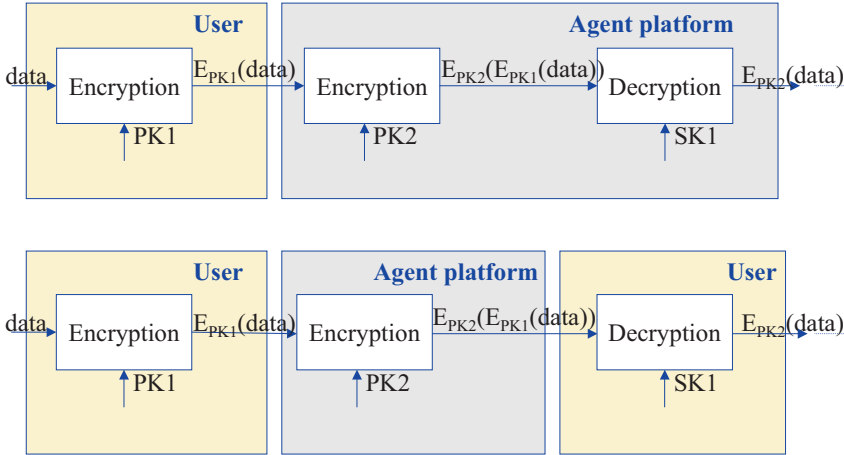 User Agent platform
data Encryption E_PK1(data) Encryption E_PK2(E_PK1(data)) Decryption E_PK2(data)
PK1 PK2 SK1
User Agent platform User
data Encryption E_PK1(data) Encryption E_PK2(E_PK1(data)) Decryption E_PK2(data)
PK1 PK2 SK1